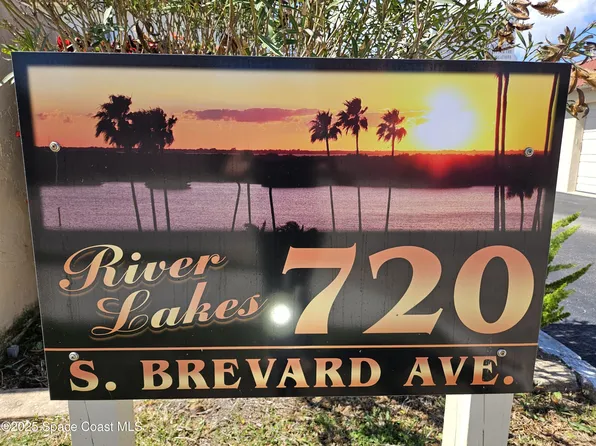 River
Lakes 720
S. BREVARD AVE.
©2025 Space Coast MLS